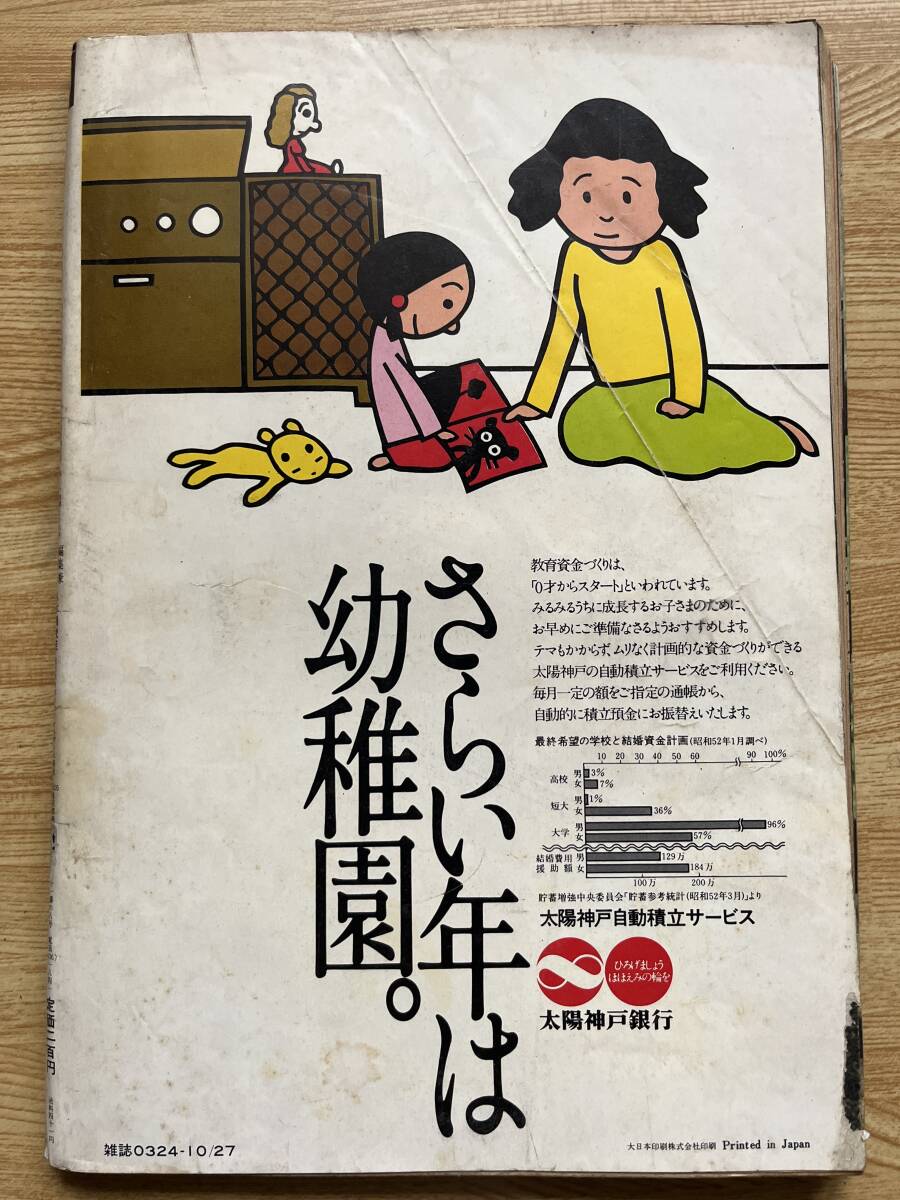 さらい年は
幼稚園。
教育資金づくりは、
「0才からスタート」といわれています。
みるみるうちに成長するお子さまのために、
お早めにご準備なさるようおすすめします。
テマもかからず、ムリなく計画的な資金づくりができる
太陽神戸の自動積立サービスをご利用ください。
毎月一定の額をご指定の通帳から、
自動的に積立預金にお振替えいたします。
最終希望の学校と結婚資金計画(昭和52年1月調べ)
10 20 30 40 50 60 90 100%
高校 男 3%
女 7%
短大 男 1%
女 36%
大学 男 96%
女 57%
結婚費用 男 129万
援助額 女 184万
100万 200万
貯蓄増強中央委員会「貯蓄参考統計(昭和52年3月)」より
太陽神戸自動積立サービス
ひろげましょう
ほほえみの輪を
太陽神戸銀行
定価二百円
雑誌0324-10/27
大日本印刷株式会社印刷 Printed in Japan